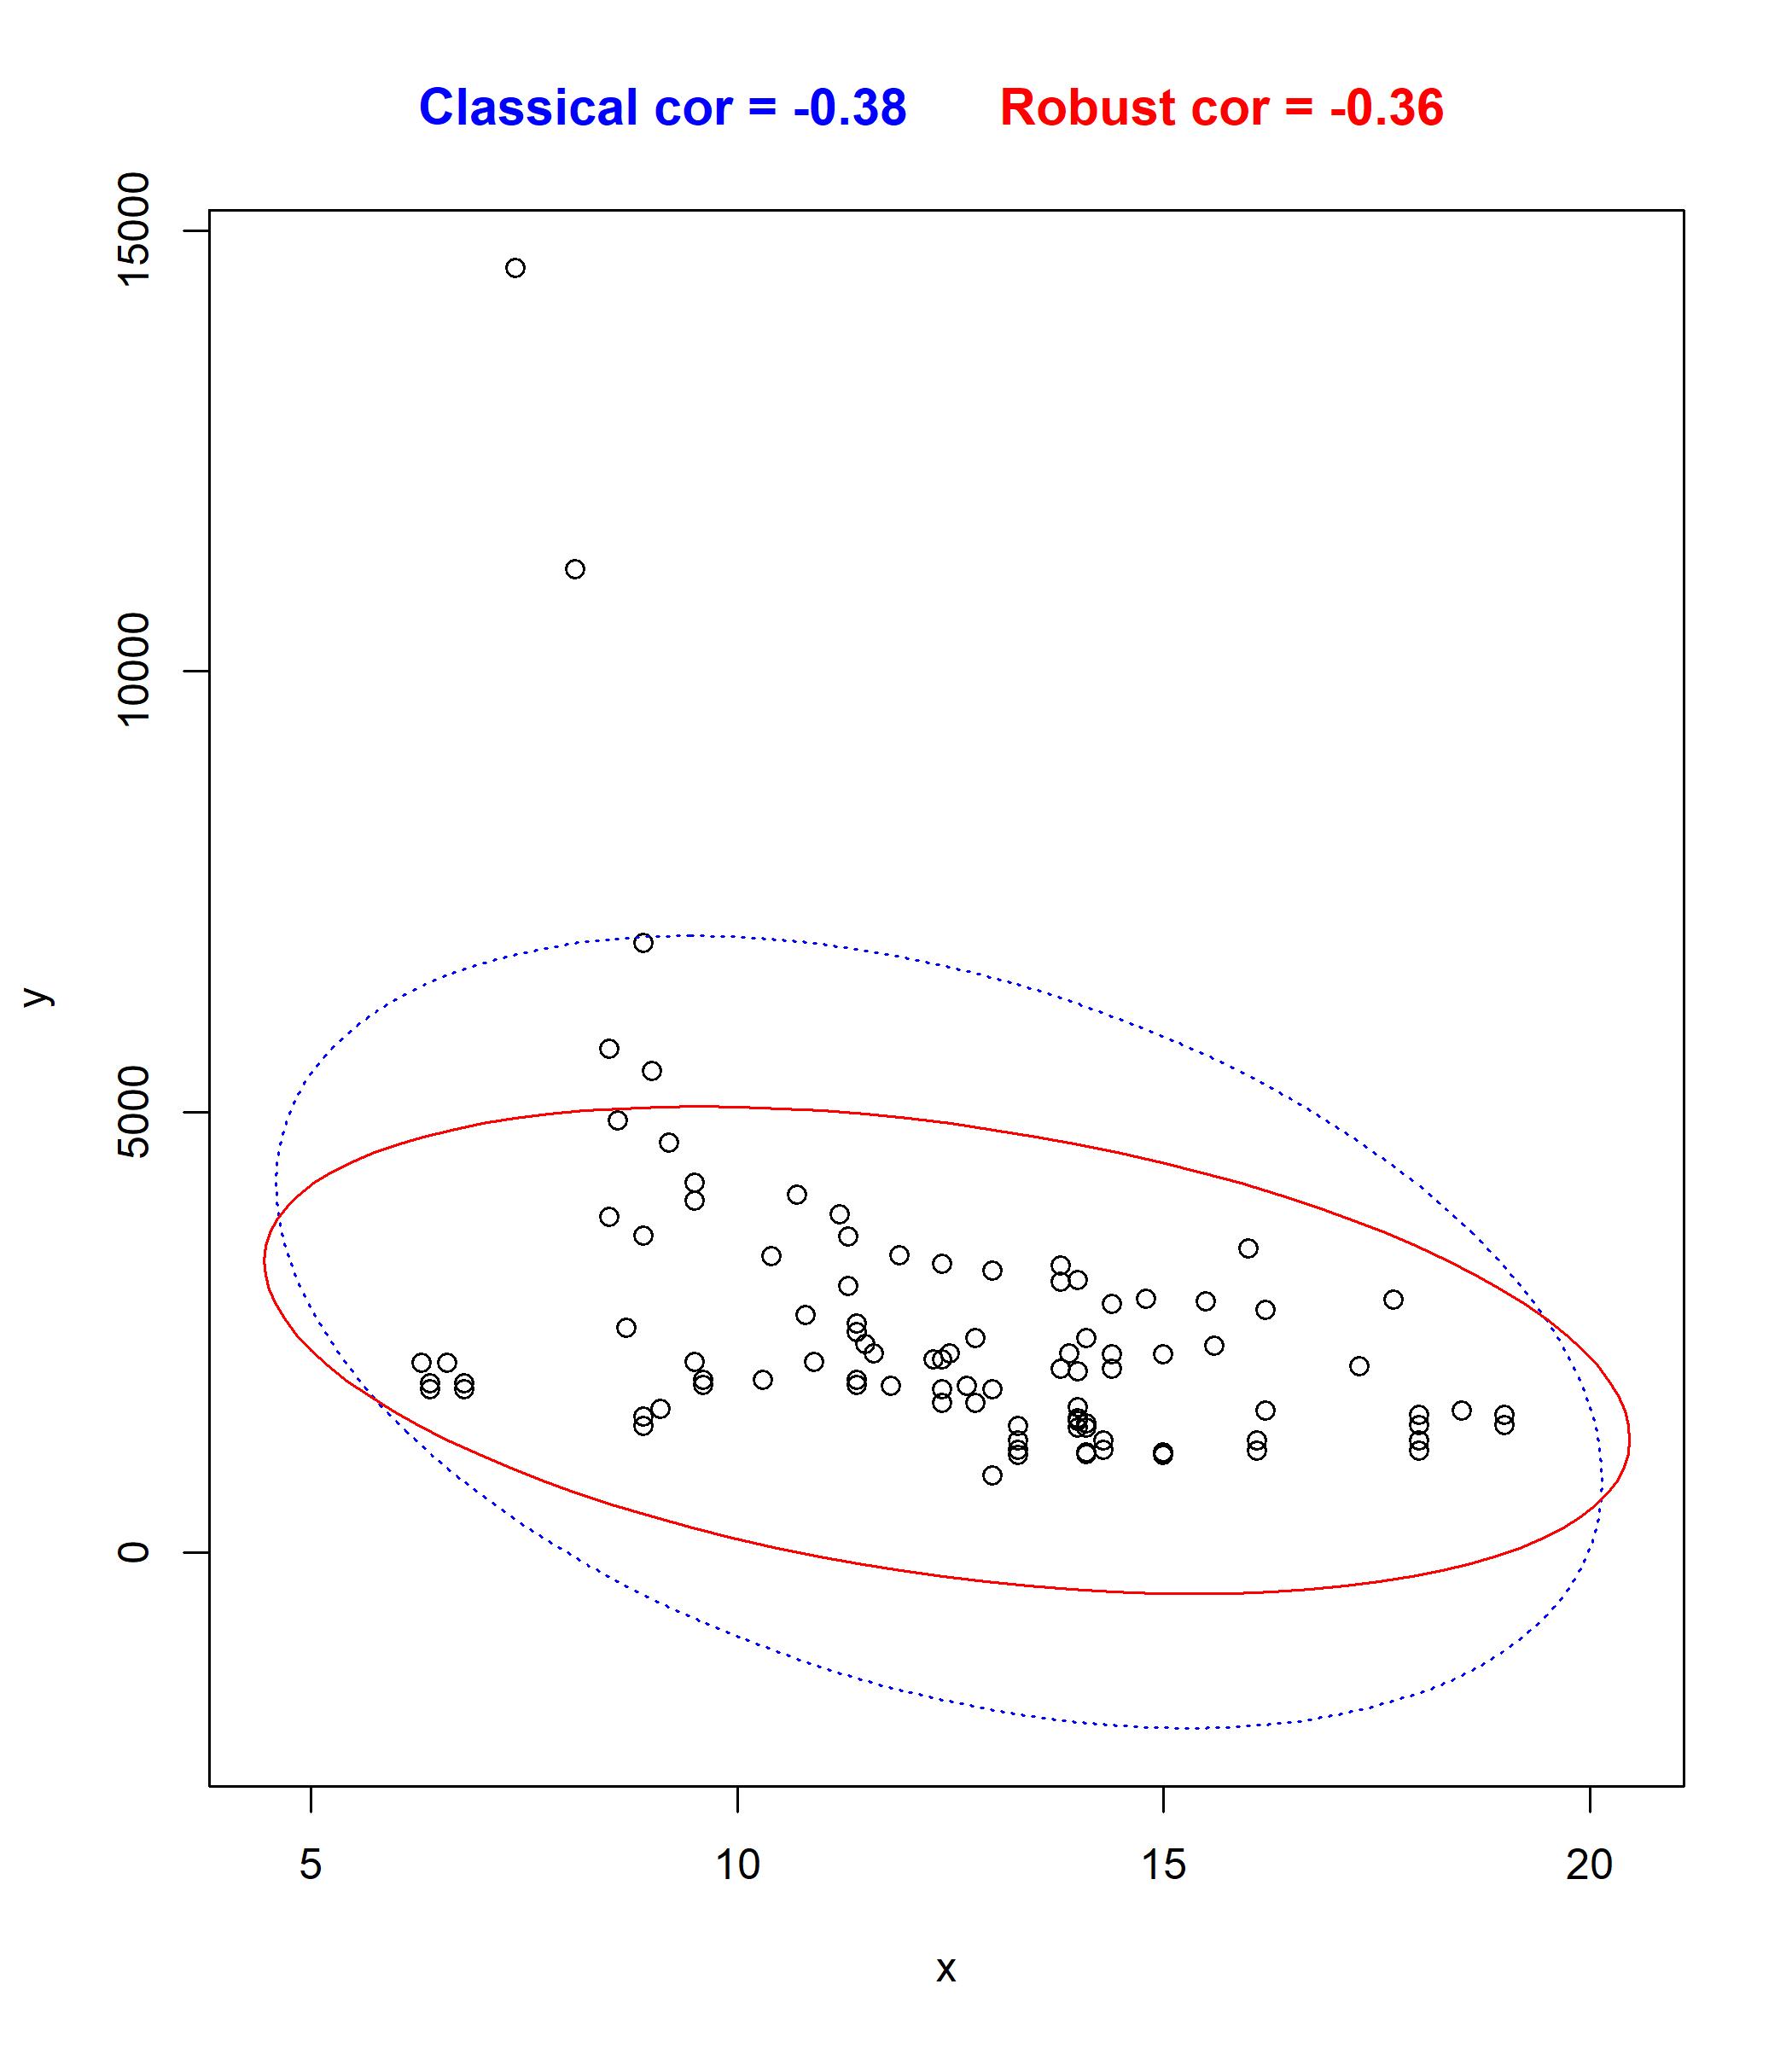 Classical cor = -0.38 Robust cor = -0.36
15000
10000
5000
0
y
5 10 15 20
x